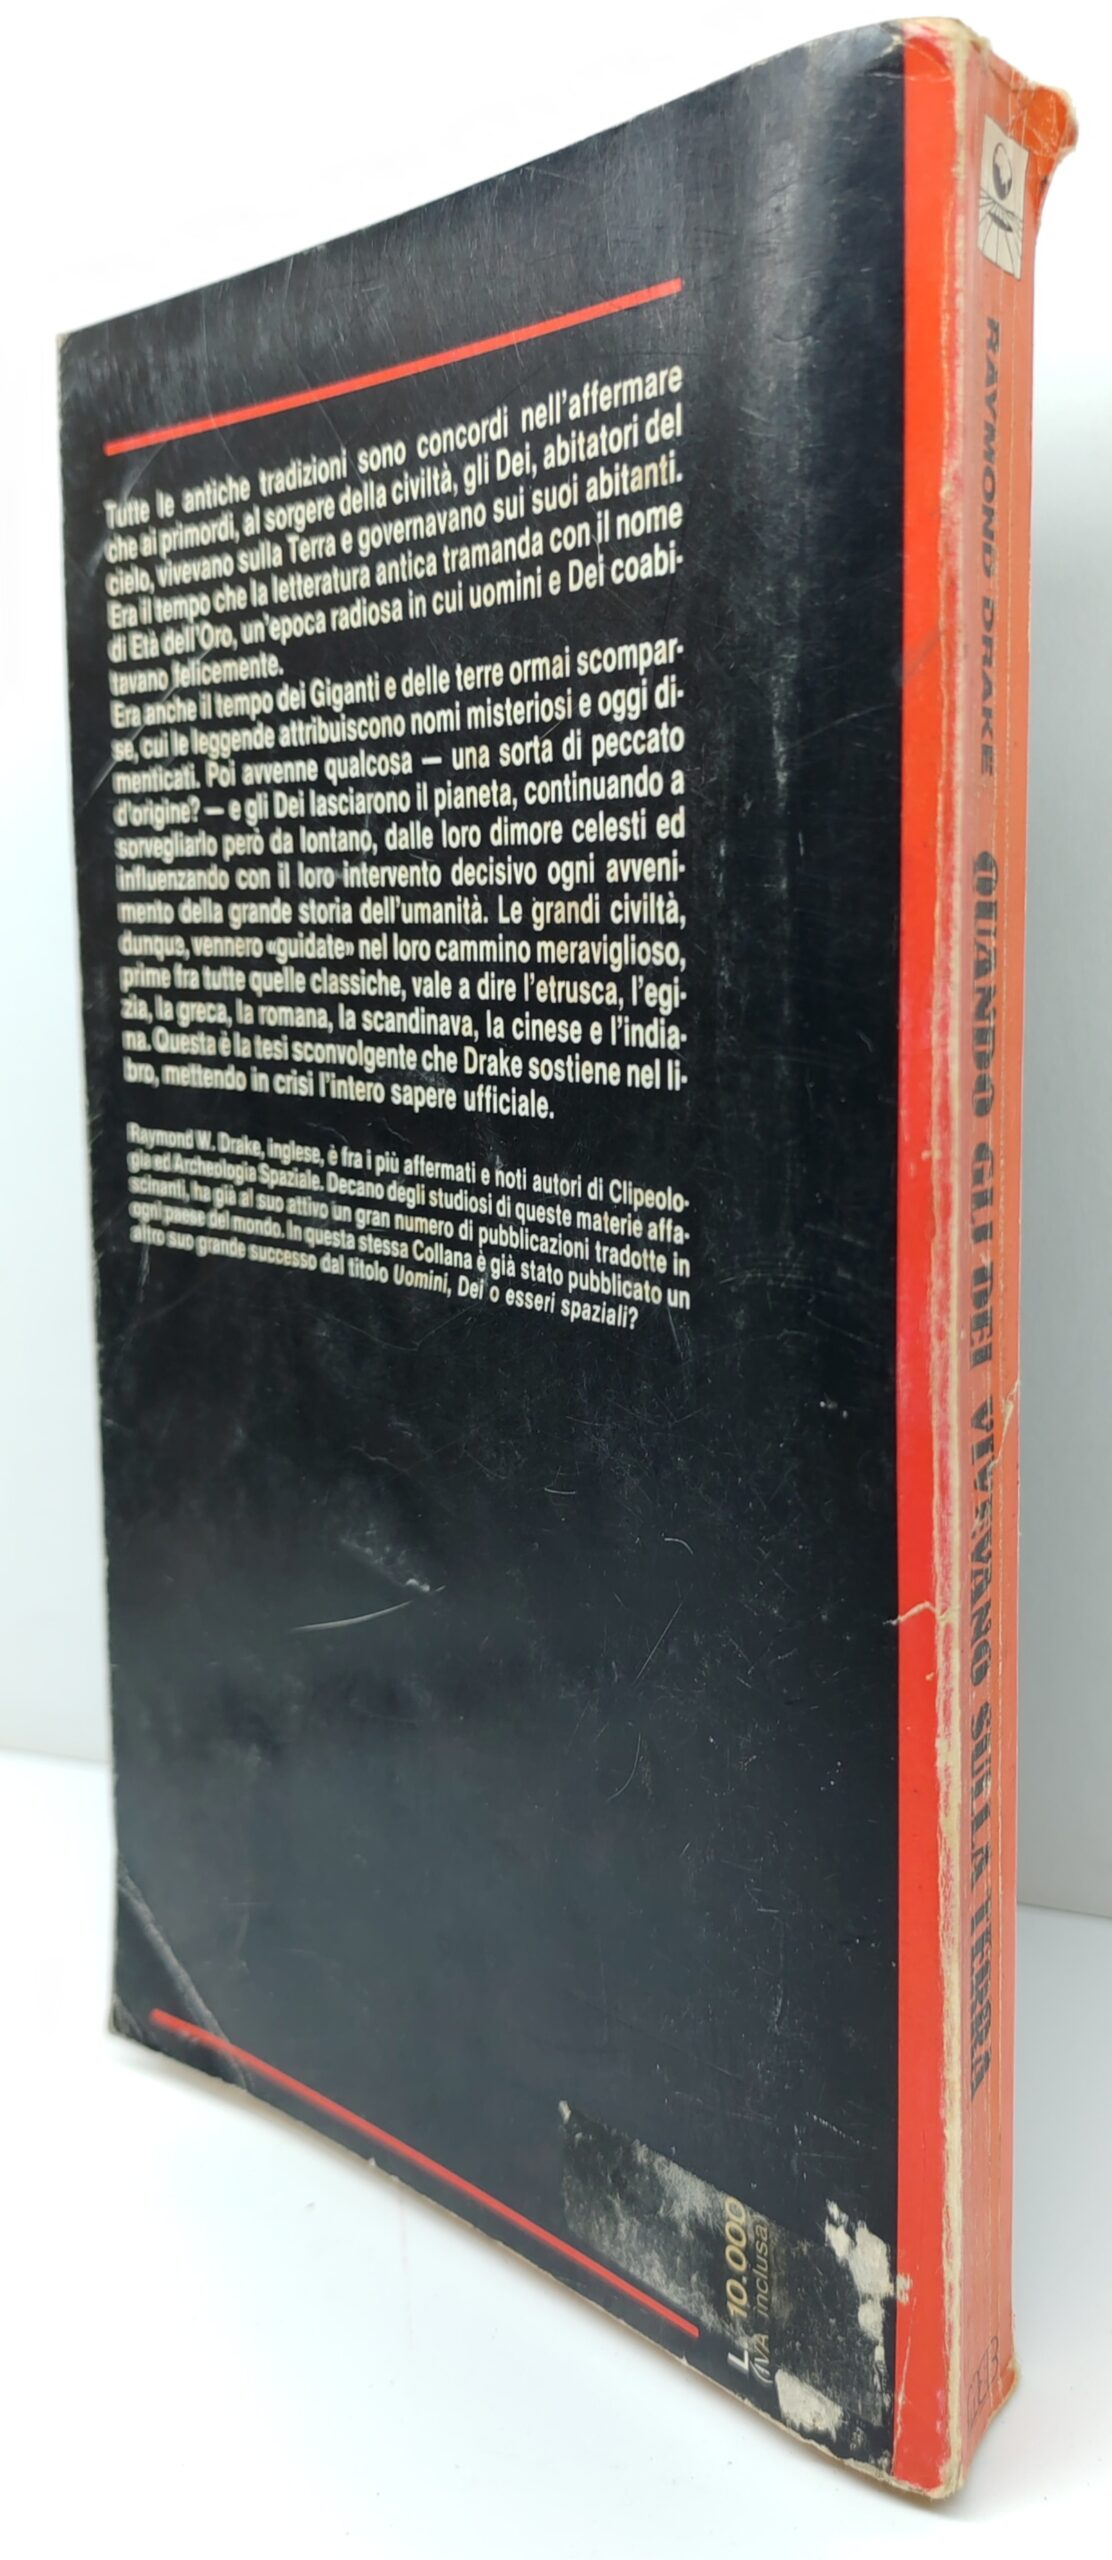 Tutte le antiche tradizioni sono concordi nell'affermare
che ai primordi, al sorgere della civiltà, gli Dei, abitatori del
cielo, vivevano sulla Terra e governavano sui suoi abitanti.
Era il tempo che la letteratura antica tramanda con il nome
di Età dell'Oro, un'epoca radiosa in cui uomini e Dei coabi-
tavano felicemente.
Era anche il tempo dei Giganti e delle terre ormai scompar-
se, cui le leggende attribuiscono nomi misteriosi e oggi di-
menticati. Poi avvenne qualcosa — una sorta di peccato
d'origine? — e gli Dei lasciarono il pianeta, continuando a
sorvegliarlo però da lontano, dalle loro dimore celesti ed
influenzando con il loro intervento decisivo ogni avveni-
mento della grande storia dell'umanità. Le grandi civiltà,
dunque, vennero «guidate» nel loro cammino meraviglioso,
prime fra tutte quelle classiche, vale a dire l'etrusca, l'egi-
zia, la greca, la romana, la scandinava, la cinese e l'india-
na. Questa è la tesi sconvolgente che Drake sostiene nel li-
bro, mettendo in crisi l'intero sapere ufficiale.
Raymond W. Drake, inglese, è fra i più affermati e noti autori di Clipeolo-
gia ed Archeologia Spaziale. Decano degli studiosi di queste materie affa-
scinanti, ha già al suo attivo un gran numero di pubblicazioni tradotte in
ogni paese del mondo. In questa stessa Collana è già stato pubblicato un
altro suo grande successo dal titolo Uomini, Dei o esseri spaziali?
L. 10.000
(IVA inclusa)
RAYMOND DRAKE QUANDO GLI DEI VIVEVANO SULLA TERRA